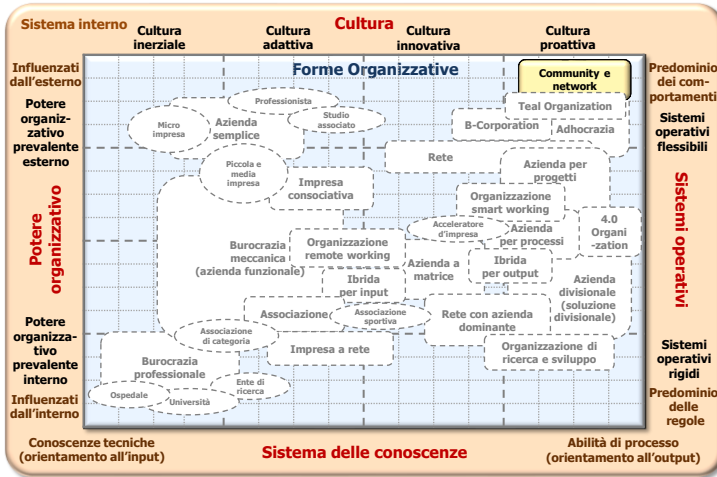 Sistema interno
Cultura
Cultura
inerziale
Cultura
adattiva
Cultura
innovativa
Cultura
proattiva
Influenzati
dall'esterno
Potere
organiz-
zativo
prevalente
esterno
Potere
organizzativo
Potere
organizza-
tivo
prevalente
interno
Influenzati
dall'interno
Forme Organizzative
Community e
network
Teal Organization
B-Corporation
Adhocrazia
Professionista
Micro
impresa
Azienda
semplice
Studio
associato
Rete
Azienda per
progetti
Piccola e
media
impresa
Impresa
consociativa
Organizzazione
smart working
Acceleratore
d'impresa
Azienda
per processi
4.0
Organi
-zation
Burocrazia
meccanica
(azienda funzionale)
Organizzazione
remote working
Azienda a
matrice
Ibrida
per output
Ibrida
per input
Azienda
divisionale
(soluzione
divisionale)
Associazione
Associazione
sportiva
Rete con azienda
dominante
Associazione
di categoria
Impresa a rete
Organizzazione di
ricerca e sviluppo
Burocrazia
professionale
Ente di
ricerca
Ospedale
Università
Predominio
dei com-
portamenti
Sistemi
operativi
flessibili
Sistemi operativi
Sistemi
operativi
rigidi
Predominio
delle
regole
Conoscenze tecniche
(orientamento all'input)
Sistema delle conoscenze
Abilità di processo
(orientamento all'output)